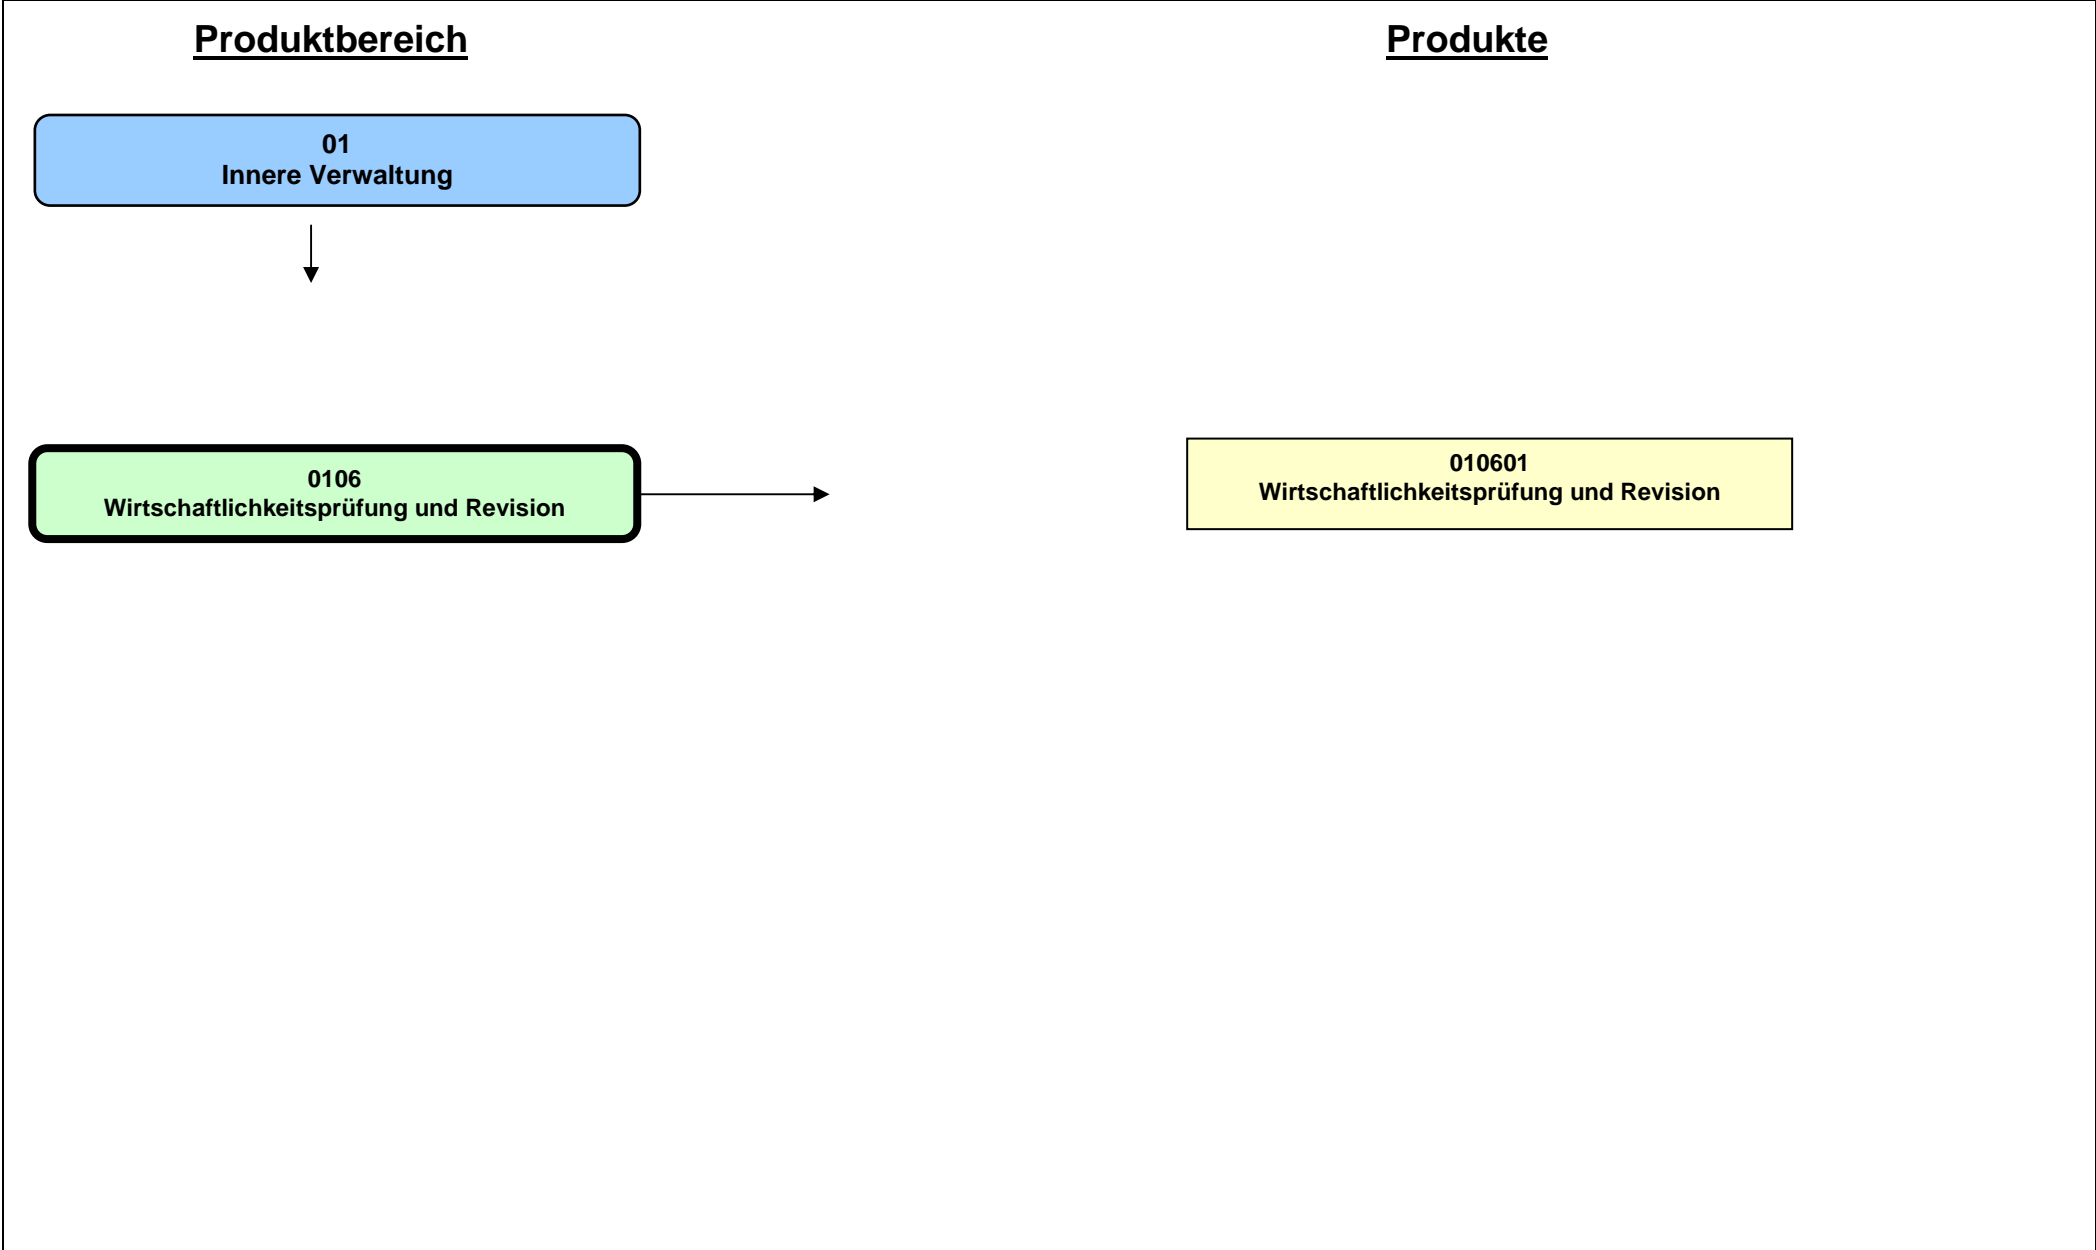 Produktbereich
Produkte
01
Innere Verwaltung
0106
Wirtschaftlichkeitsprüfung und Revision
010601
Wirtschaftlichkeitsprüfung und Revision